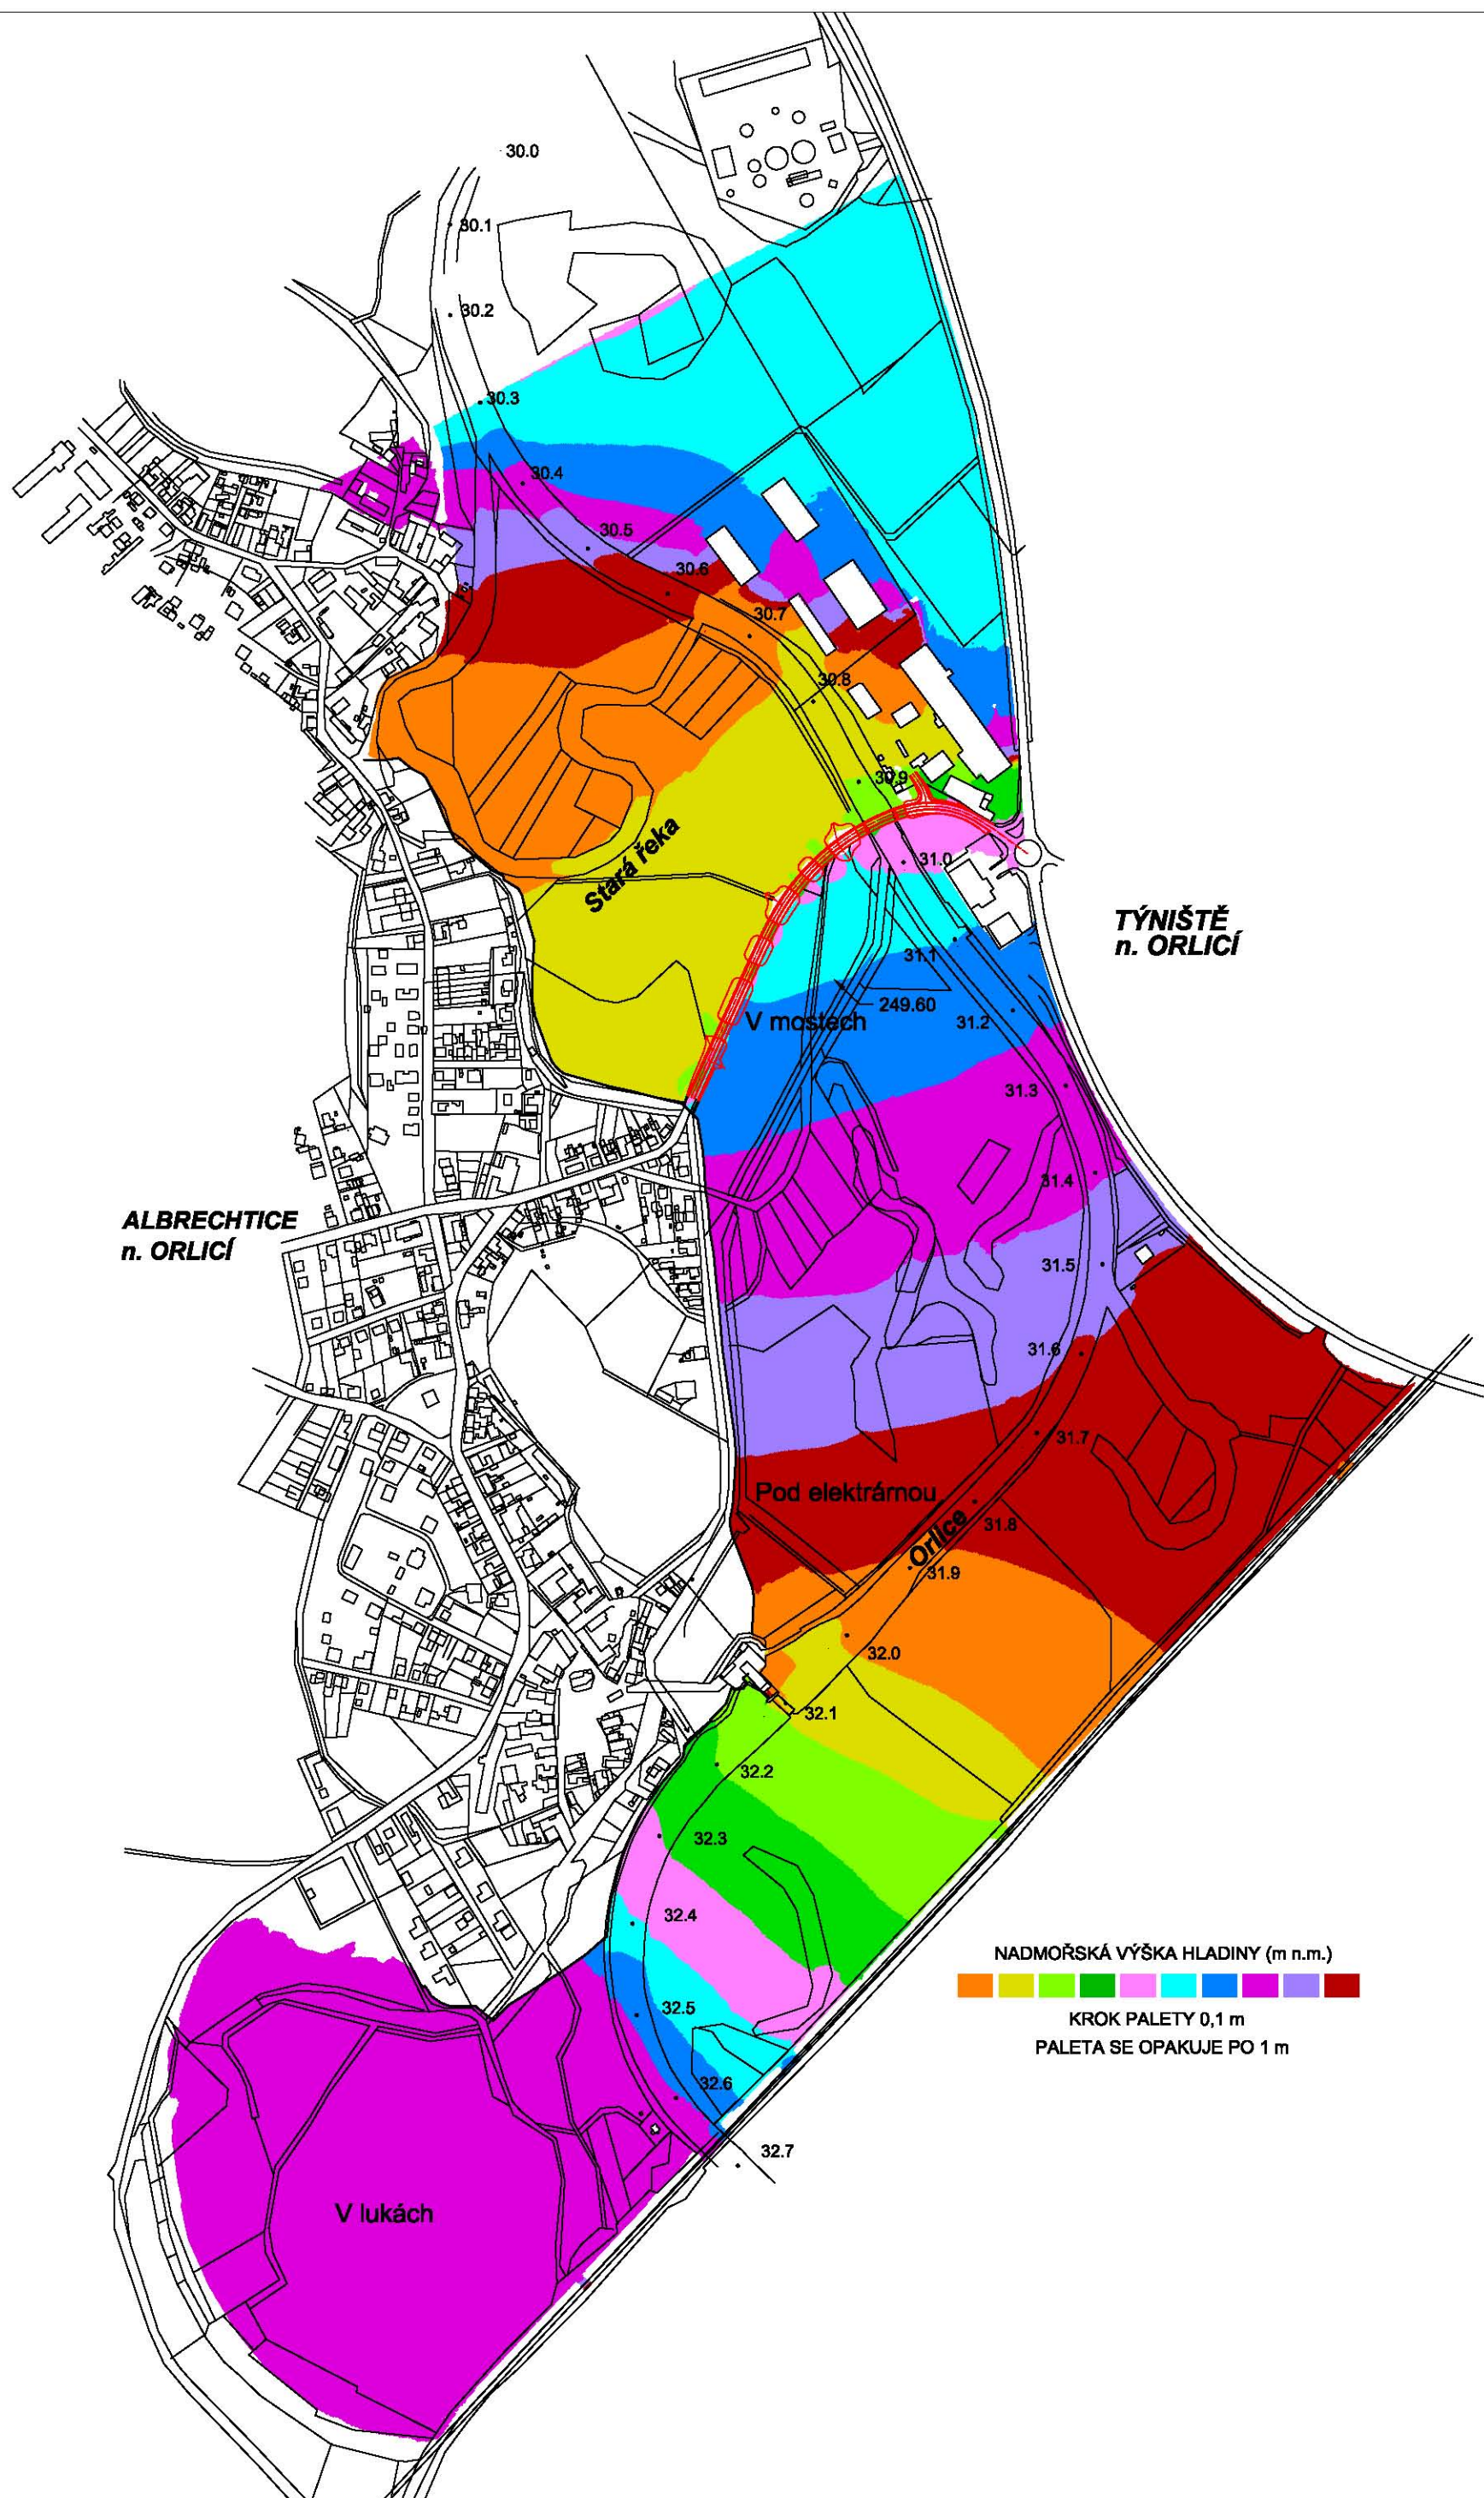 30.0
30.1
30.2
30.3
30.4
30.5
30.6
30.7
30.8
30.9
Stará řeka
31.0
TÝNIŠTĚ
n. ORLICÍ
31.1
249.60
V mostech
31.2
31.3
31.4
ALBRECHTICE
n. ORLICÍ
31.5
31.6
31.7
Pod elektrárnou
31.8
Orlice
31.9
32.0
32.1
32.2
32.3
32.4
NADMOŘSKÁ VÝŠKA HLADINY (m n.m.)
KROK PALETY 0,1 m
PALETA SE OPAKUJE PO 1 m
32.5
32.6
32.7
V lukách